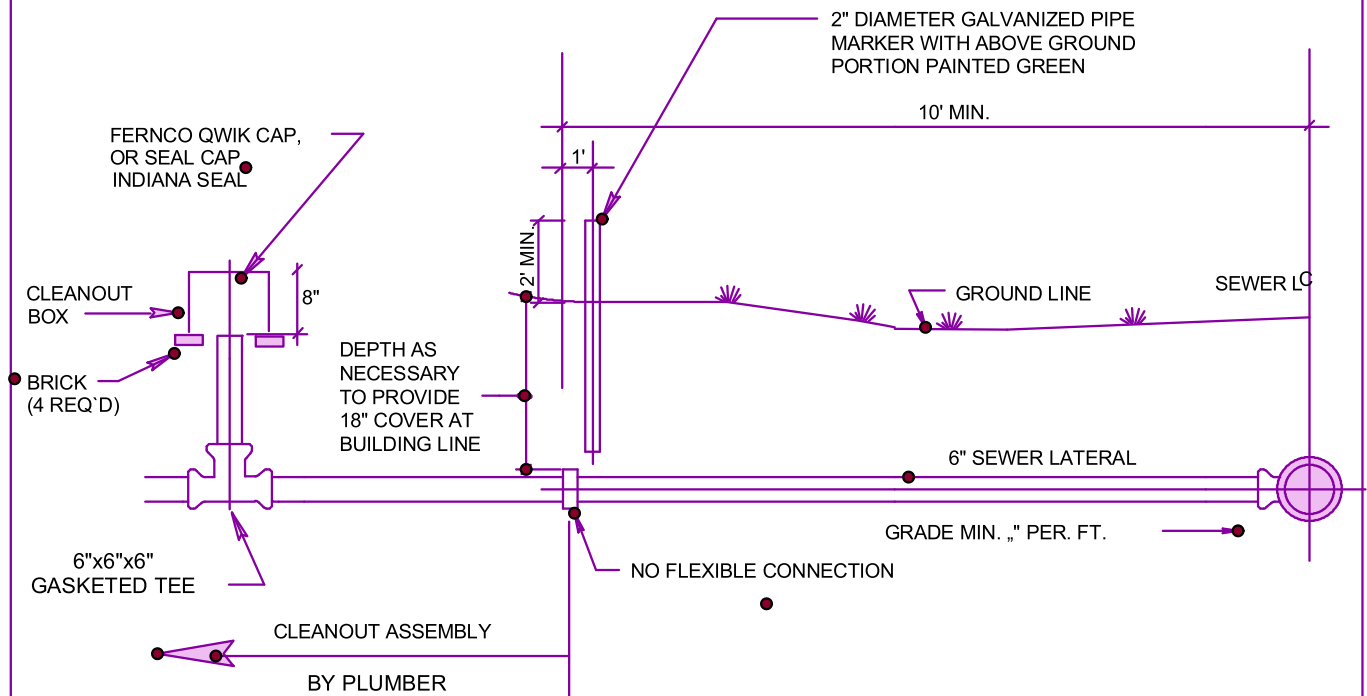 2" DIAMETER GALVANIZED PIPE
MARKER WITH ABOVE GROUND
PORTION PAINTED GREEN
10' MIN.
FERNCO QWIK CAP,
OR SEAL CAP
INDIANA SEAL
1'
2' MIN.
8"
CLEANOUT
BOX
SEWER LC
GROUND LINE
DEPTH AS
NECESSARY
TO PROVIDE
18" COVER AT
BUILDING LINE
BRICK
(4 REQ`D)
6" SEWER LATERAL
GRADE MIN. „" PER. FT.
6"x6"x6"
GASKETED TEE
NO FLEXIBLE CONNECTION
CLEANOUT ASSEMBLY
BY PLUMBER